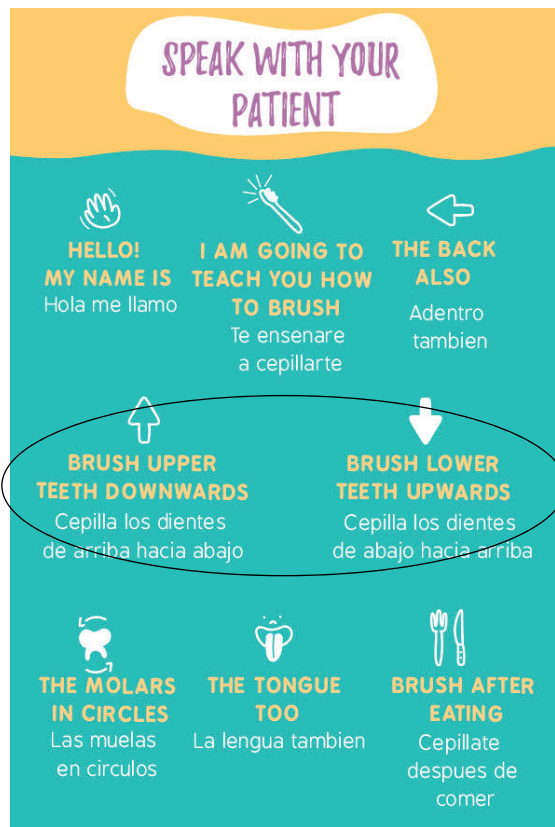 SPEAK WITH YOUR
PATIENT
HELLO!
MY NAME IS
Hola me llamo
I AM GOING TO
TEACH YOU HOW
TO BRUSH
Te ensenare
a cepillarte
THE BACK
ALSO
Adentro
tambien
BRUSH UPPER
TEETH DOWNWARDS
Cepilla los dientes
de arriba hacia abajo
BRUSH LOWER
TEETH UPWARDS
Cepilla los dientes
de abajo hacia arriba
THE MOLARS
IN CIRCLES
Las muelas
en circulos
THE TONGUE
TOO
La lengua tambien
BRUSH AFTER
EATING
Cepillate
despues de
comer